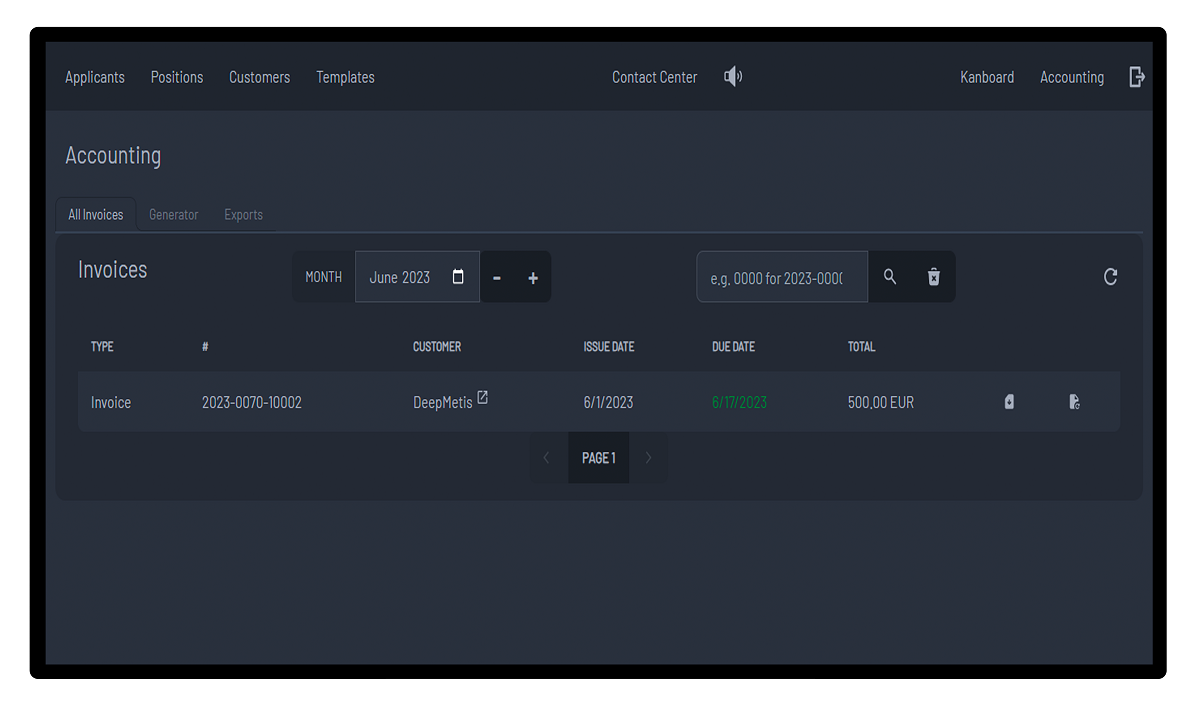 Applicants Positions Customers Templates Contact Center Kanboard Accounting
Accounting
All Invoices Generator Exports
Invoices MONTH June 2023 - + e.g. 0000 for 2023-000(
TYPE # CUSTOMER ISSUE DATE DUE DATE TOTAL
Invoice 2023-0070-10002 DeepMetis 6/1/2023 6/17/2023 500,00 EUR
PAGE 1